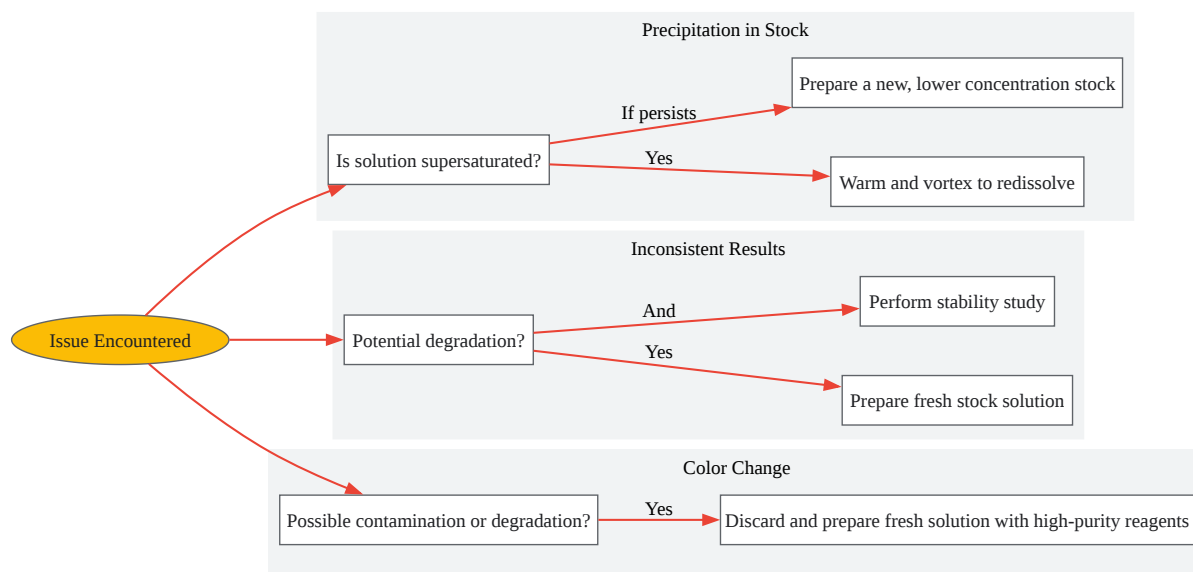 Precipitation in Stock
Prepare a new, lower concentration stock
If persists
Is solution supersaturated?
Yes
Warm and vortex to redissolve
Inconsistent Results
Perform stability study
And
Issue Encountered
Potential degradation?
Yes
Prepare fresh stock solution
Color Change
Possible contamination or degradation?
Yes
Discard and prepare fresh solution with high-purity reagents